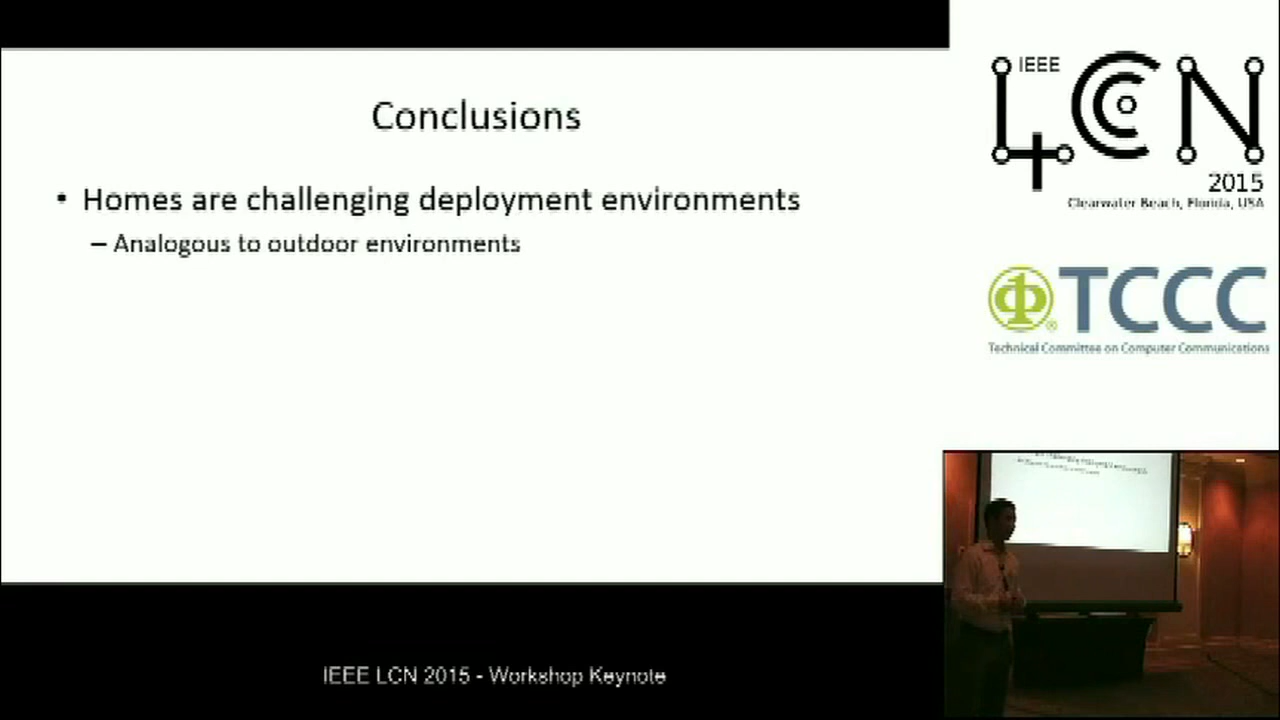 Conclusions
• Homes are challenging deployment environments
– Analogous to outdoor environments
IEEE
LCN
2015
Clearwater Beach, Florida, USA
TCCC
Technical Committee on Computer Communications
IEEE LCN 2015 - Workshop Keynote